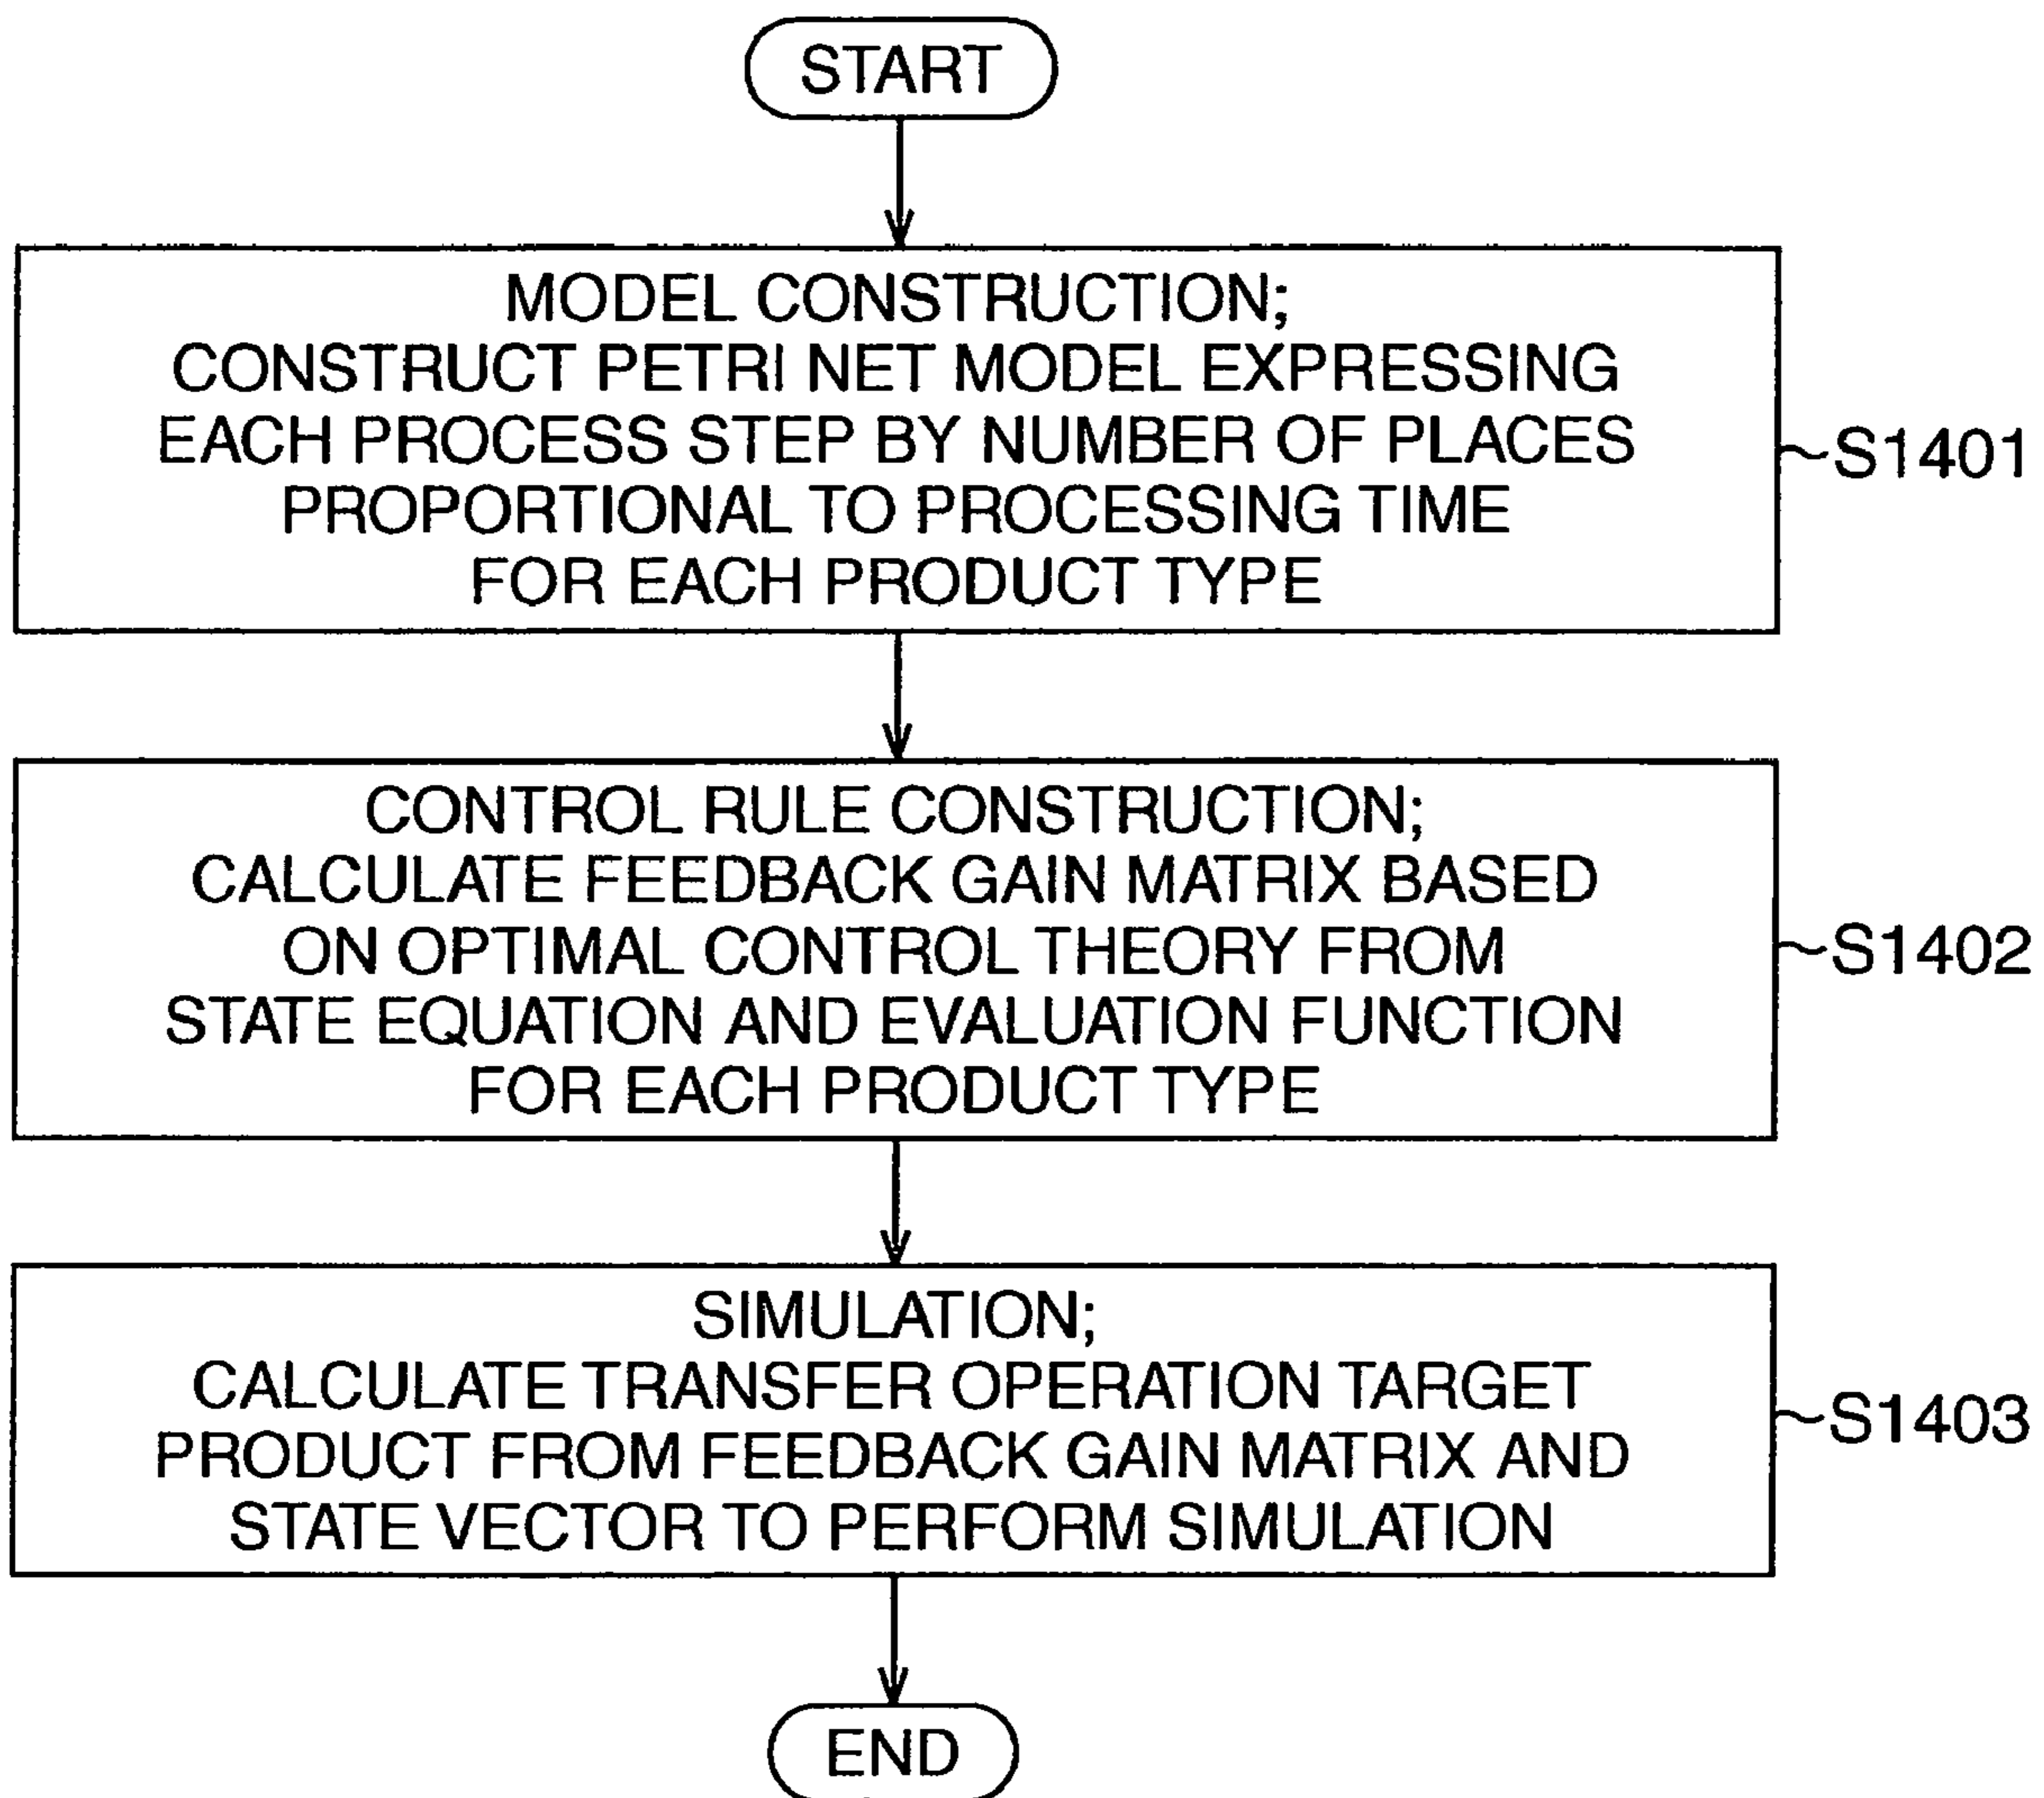 START
MODEL CONSTRUCTION;
CONSTRUCT PETRI NET MODEL EXPRESSING
EACH PROCESS STEP BY NUMBER OF PLACES
PROPORTIONAL TO PROCESSING TIME
FOR EACH PRODUCT TYPE
S1401
CONTROL RULE CONSTRUCTION;
CALCULATE FEEDBACK GAIN MATRIX BASED
ON OPTIMAL CONTROL THEORY FROM
STATE EQUATION AND EVALUATION FUNCTION
FOR EACH PRODUCT TYPE
S1402
SIMULATION;
CALCULATE TRANSFER OPERATION TARGET
PRODUCT FROM FEEDBACK GAIN MATRIX AND
STATE VECTOR TO PERFORM SIMULATION
S1403
END